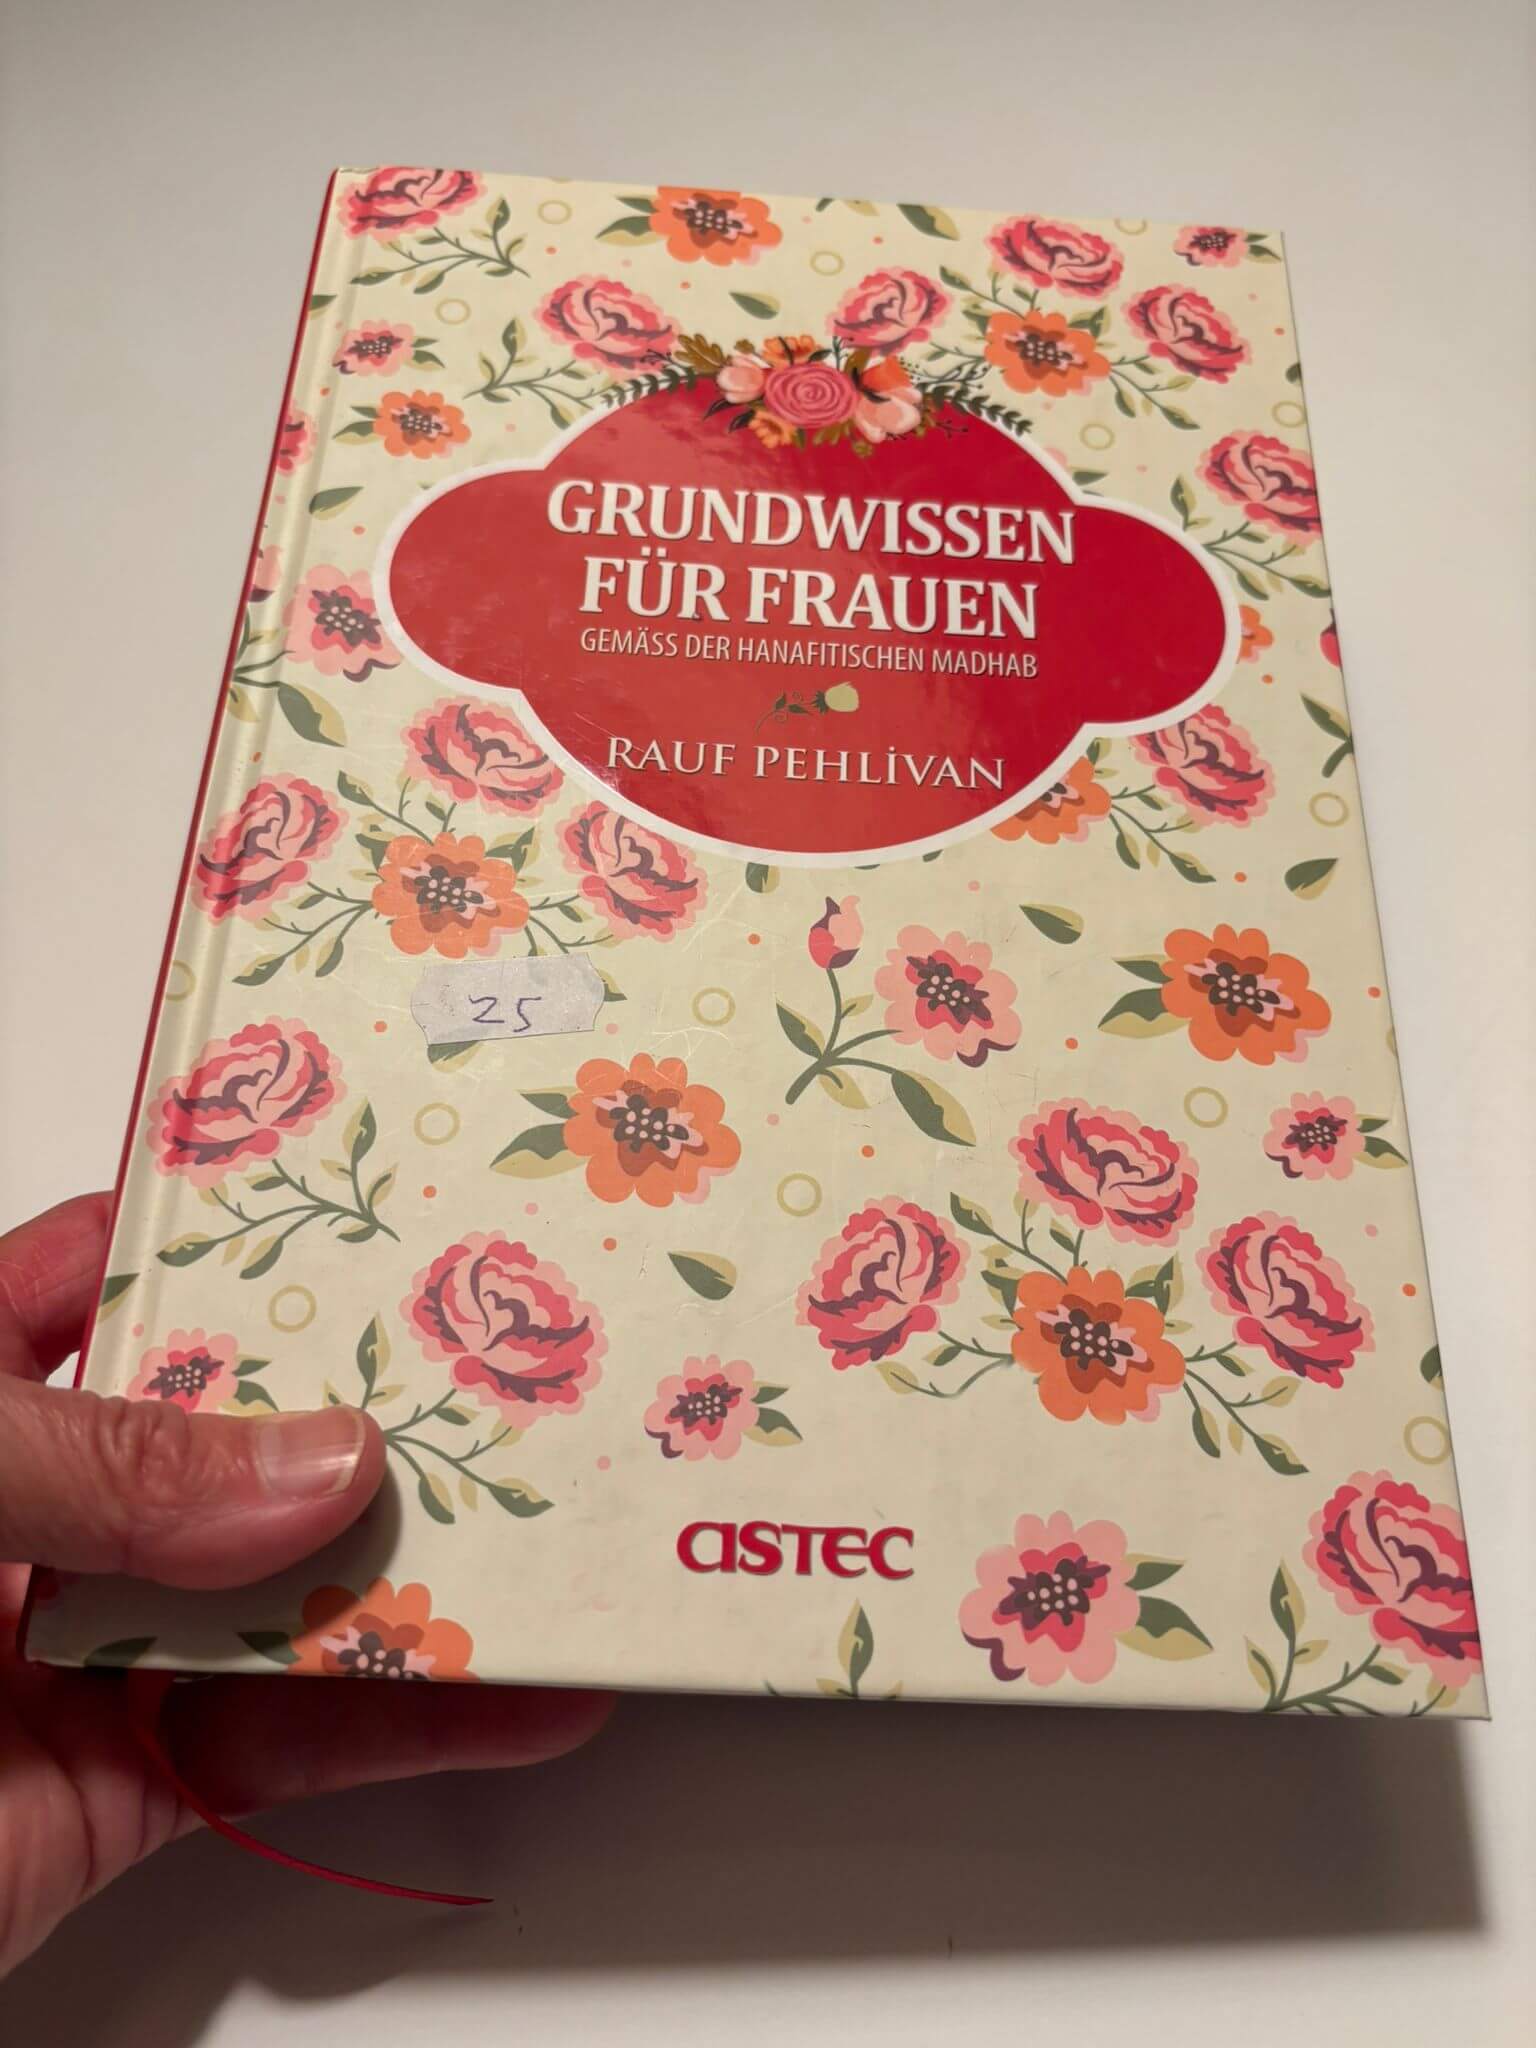 GRUNDWISSEN
FÜR FRAUEN
GEMÄSS DER HANAFITISCHEN MADHAB
RAUF PEHLİVAN
25
astec